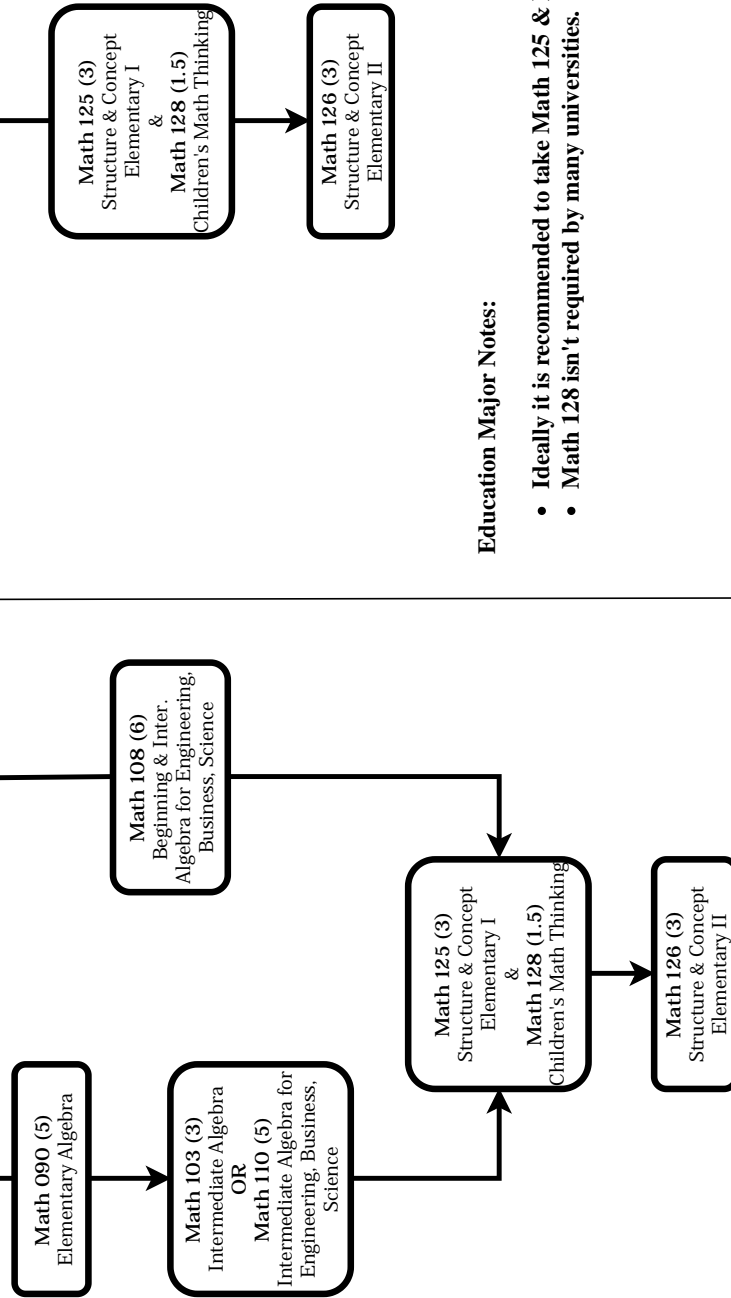 Math 090 (5)
Elementary Algebra
Math 103 (3)
Intermediate Algebra
OR
Math 110 (5)
Intermediate Algebra for
Engineering, Business,
Science
Math 108 (6)
Beginning & Inter.
Algebra for Engineering,
Business, Science
Math 125 (3)
Structure & Concept
Elementary I
&
Math 128 (1.5)
Children's Math Thinking
Math 126 (3)
Structure & Concept
Elementary II
Math 125 (3)
Structure & Concept
Elementary I
&
Math 128 (1.5)
Children's Math Thinking
Math 126 (3)
Structure & Concept
Elementary II
Education Major Notes:
• Ideally it is recommended to take Math 125 &
• Math 128 isn't required by many universities.